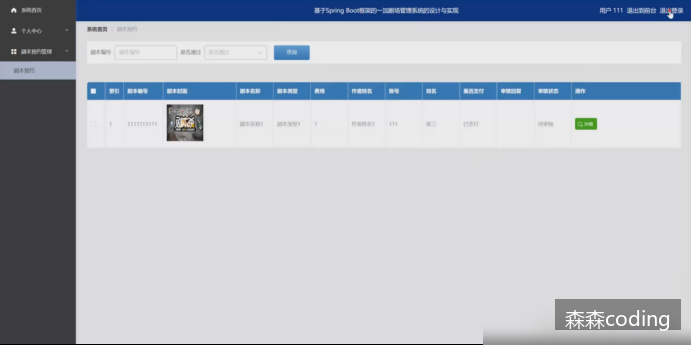 系统首页
个人中心
剧本预约管理
剧本预约
基于Spring Boot框架的一加剧场管理系统的设计与实现
用户 111 退出到前台 退出登录
系统首页 剧本预约
剧本编号 剧本编号 是否通过 是否通过 查询
索引 剧本编号 剧本封面 剧本名称 剧本类型 费用 作者姓名 账号 姓名 是否支付 审核回复 审核状态 操作
1 1111111111 剧本名称1 剧本类型1 1 作者姓名1 111 张三 已支付 待审核 详情
森森coding